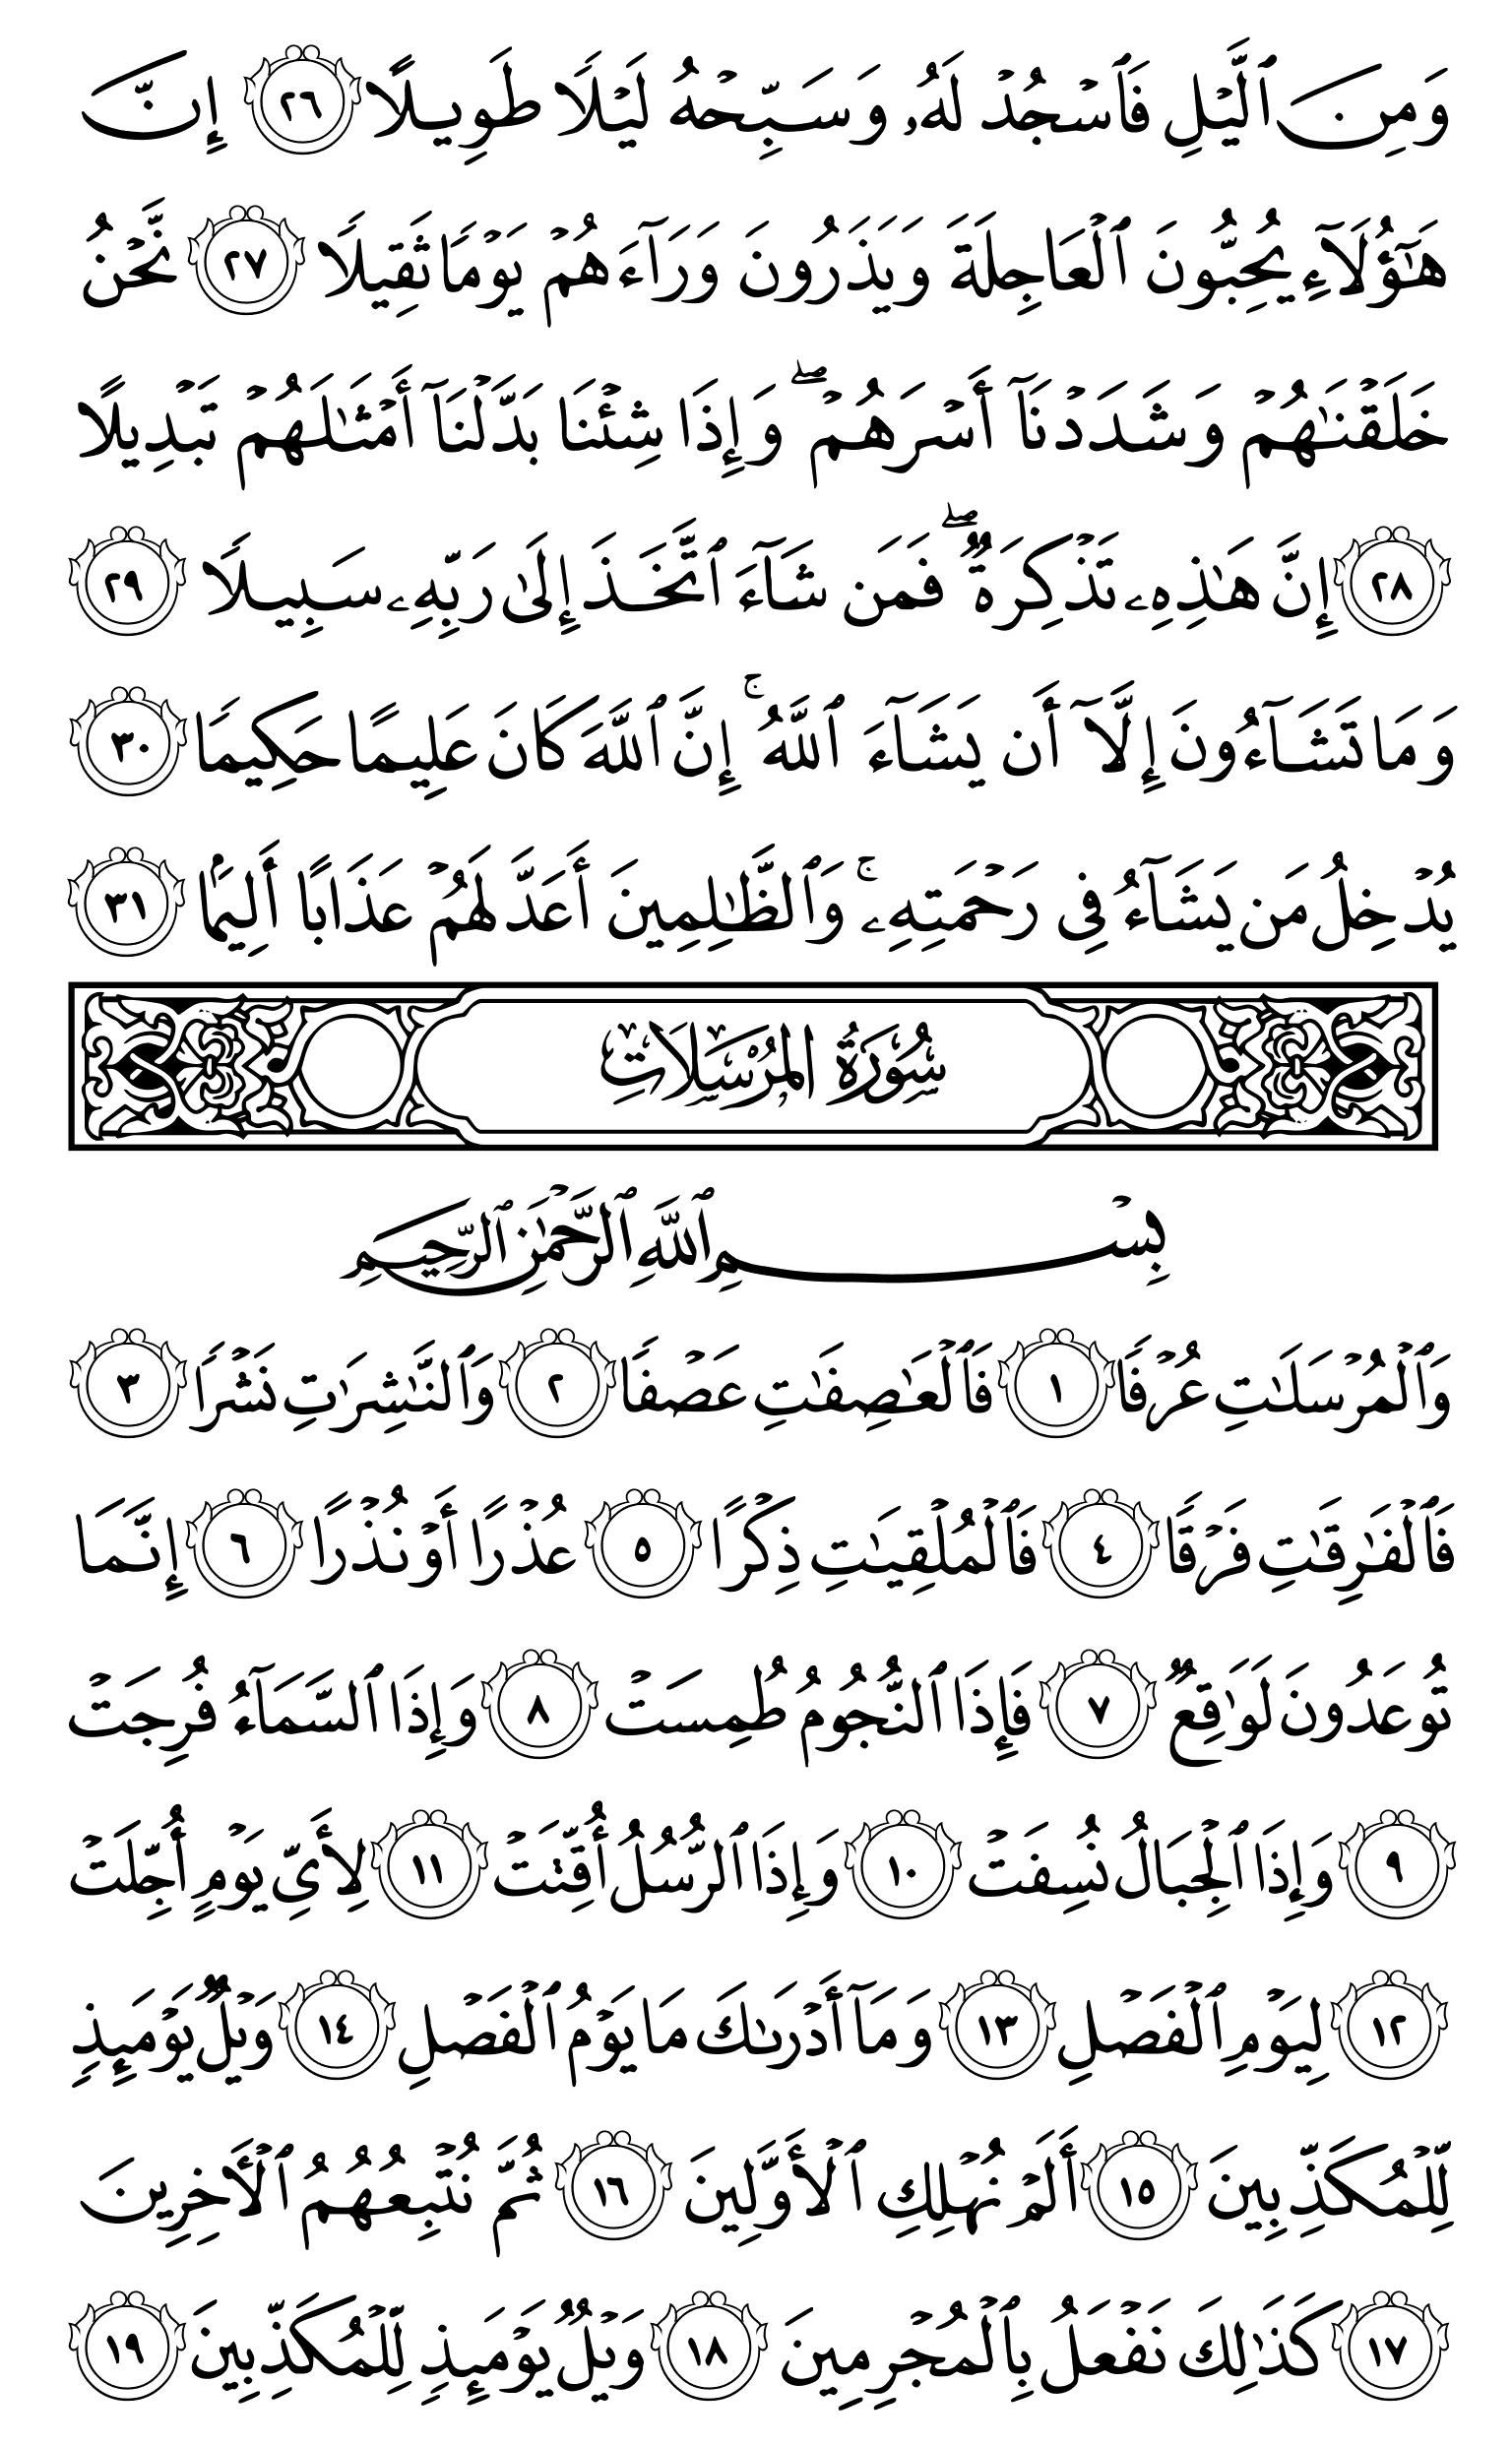 وَمِنَ ٱلَّيْلِ فَٱسْجُدْ لَهُۥ وَسَبِّحْهُ لَيْلًا طَوِيلًا ٢٦ إِنَّ
هَٰٓؤُلَآءِ يُحِبُّونَ ٱلْعَاجِلَةَ وَيَذَرُونَ وَرَآءَهُمْ يَوْمًا ثَقِيلًا ٢٧ نَّحْنُ
خَلَقْنَٰهُمْ وَشَدَدْنَآ أَسْرَهُمْ ۖ وَإِذَا شِئْنَا بَدَّلْنَآ أَمْثَٰلَهُمْ تَبْدِيلًا
٢٨ إِنَّ هَٰذِهِۦ تَذْكِرَةٌ ۖ فَمَن شَآءَ ٱتَّخَذَ إِلَىٰ رَبِّهِۦ سَبِيلًا ٢٩
وَمَا تَشَآءُونَ إِلَّآ أَن يَشَآءَ ٱللَّهُ ۚ إِنَّ ٱللَّهَ كَانَ عَلِيمًا حَكِيمًا ٣٠
يُدْخِلُ مَن يَشَآءُ فِى رَحْمَتِهِۦ ۚ وَٱلظَّٰلِمِينَ أَعَدَّ لَهُمْ عَذَابًا أَلِيمًۢا ٣١
سُورَةُ المُرْسَلَاتِ
بِسْمِ ٱللَّهِ ٱلرَّحْمَٰنِ ٱلرَّحِيمِ
وَٱلْمُرْسَلَٰتِ عُرْفًا ١ فَٱلْعَٰصِفَٰتِ عَصْفًا ٢ وَٱلنَّٰشِرَٰتِ نَشْرًا ٣
فَٱلْفَٰرِقَٰتِ فَرْقًا ٤ فَٱلْمُلْقِيَٰتِ ذِكْرًا ٥ عُذْرًا أَوْ نُذْرًا ٦ إِنَّمَا
تُوعَدُونَ لَوَٰقِعٌ ٧ فَإِذَا ٱلنُّجُومُ طُمِسَتْ ٨ وَإِذَا ٱلسَّمَآءُ فُرِجَتْ
٩ وَإِذَا ٱلْجِبَالُ نُسِفَتْ ١٠ وَإِذَا ٱلرُّسُلُ أُقِّتَتْ ١١ لِأَىِّ يَوْمٍ أُجِّلَتْ
١٢ لِيَوْمِ ٱلْفَصْلِ ١٣ وَمَآ أَدْرَىٰكَ مَا يَوْمُ ٱلْفَصْلِ ١٤ وَيْلٌ يَوْمَئِذٍ
لِّلْمُكَذِّبِينَ ١٥ أَلَمْ نُهْلِكِ ٱلْأَوَّلِينَ ١٦ ثُمَّ نُتْبِعُهُمُ ٱلْءَاخِرِينَ
١٧ كَذَٰلِكَ نَفْعَلُ بِٱلْمُجْرِمِينَ ١٨ وَيْلٌ يَوْمَئِذٍ لِّلْمُكَذِّبِينَ ١٩